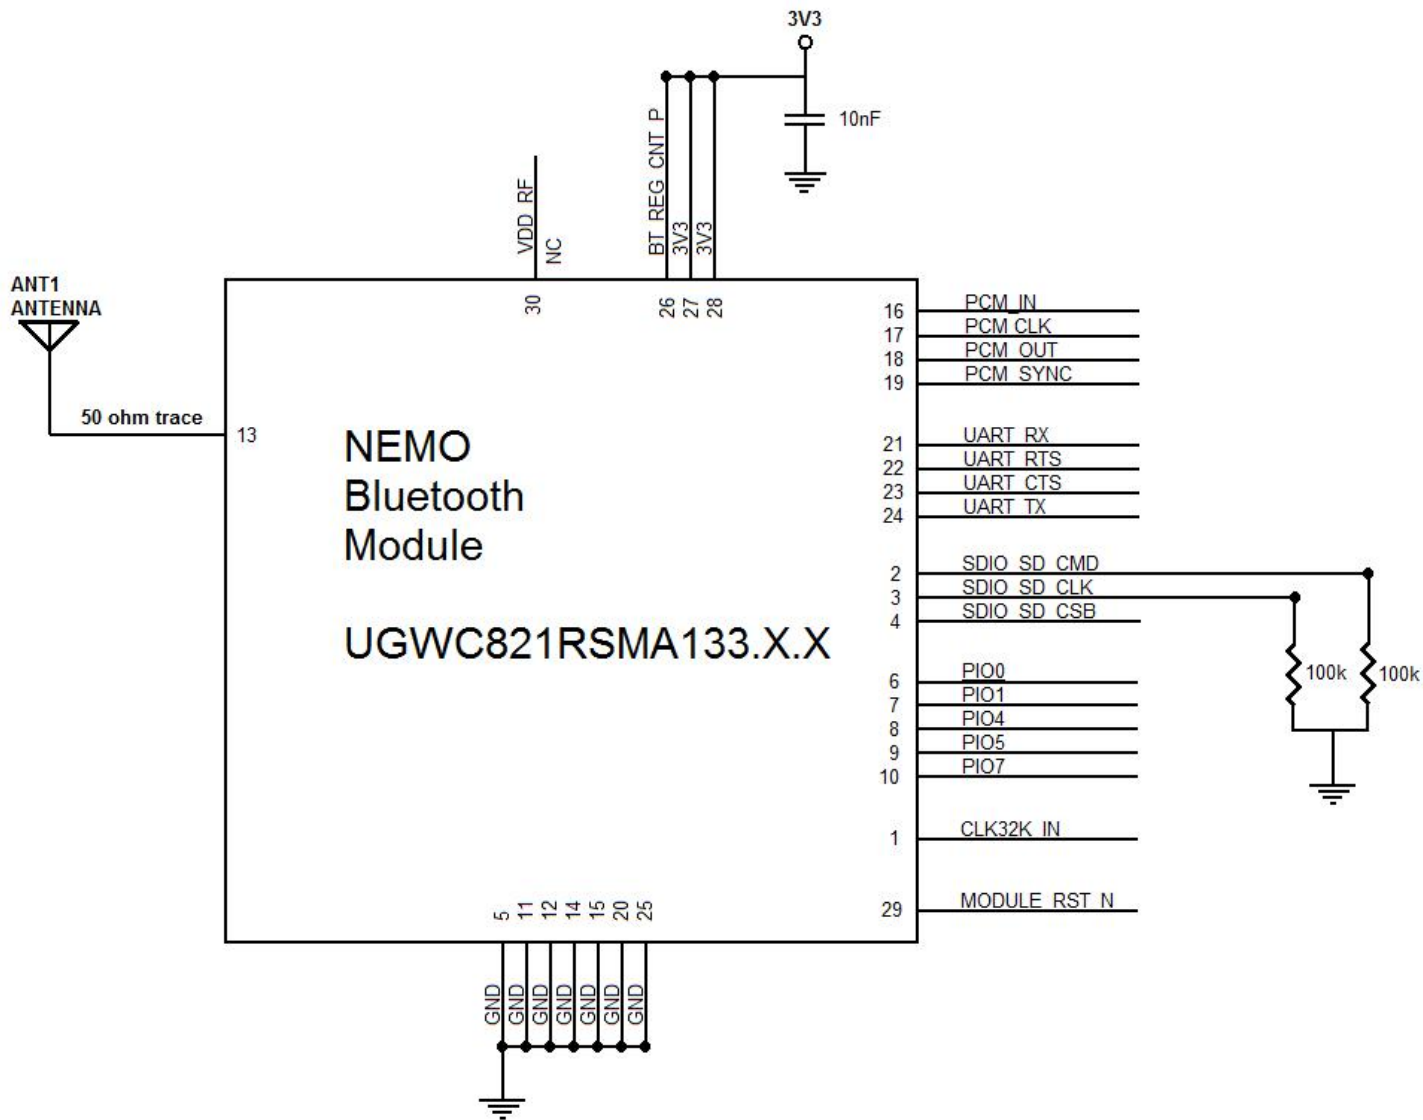 3V3
10nF
BT_REG_CNT_P
3V3
3V3
VDD_RF
NC
ANT1
ANTENNA
50 ohm trace
30
26
27
28
13
NEMO
Bluetooth
Module
UGWC821RSMA133.X.X
16 PCM_IN
17 PCM CLK
18 PCM_OUT
19 PCM_SYNC
21 UART_RX
22 UART_RTS
23 UART_CTS
24 UART_TX
2 SDIO_SD_CMD
3 SDIO_SD_CLK
4 SDIO_SD_CSB
100k
100k
6 PIO0
7 PIO1
8 PIO4
9 PIO5
10 PIO7
1 CLK32K_IN
29 MODULE_RST_N
5
11
12
14
15
20
25
GND
GND
GND
GND
GND
GND
GND